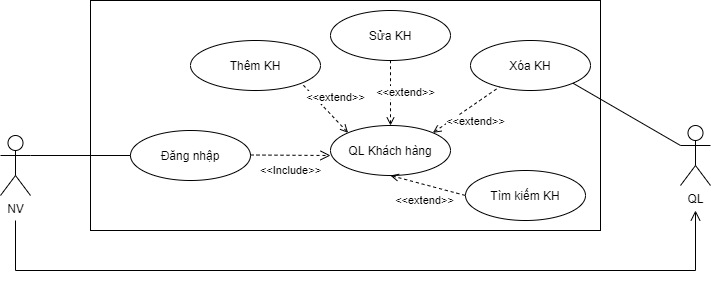 Sửa KH
Thêm KH
Xóa KH
<<extend>>
<<extend>>
<<extend>>
Đăng nhập
<<Include>>
QL Khách hàng
Tìm kiếm KH
<<extend>>
NV
QL